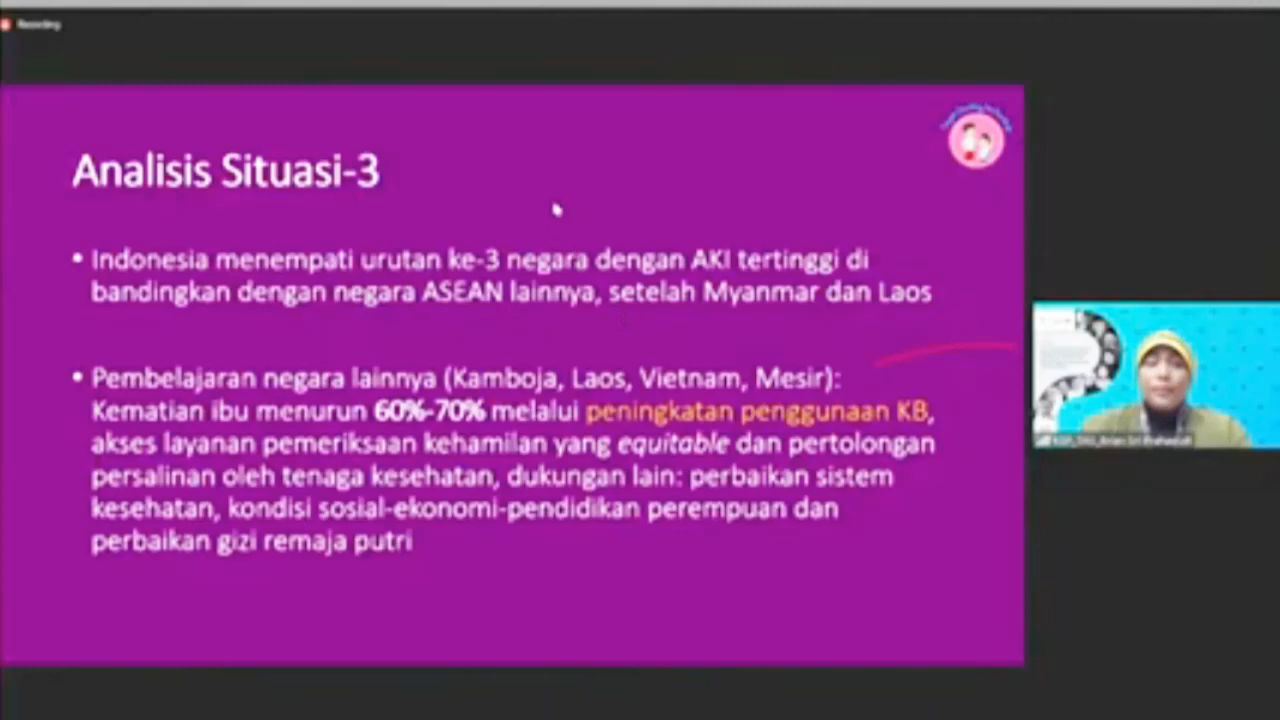 Recording
Analisis Situasi-3
• Indonesia menempati urutan ke-3 negara dengan AKI tertinggi di
bandingkan dengan negara ASEAN lainnya, setelah Myanmar dan Laos
• Pembelajaran negara lainnya (Kamboja, Laos, Vietnam, Mesir):
Kematian ibu menurun 60%-70% melalui peningkatan penggunaan KB,
akses layanan pemeriksaan kehamilan yang equitable dan pertolongan
persalinan oleh tenaga kesehatan, dukungan lain: perbaikan sistem
kesehatan, kondisi sosial-ekonomi-pendidikan perempuan dan
perbaikan gizi remaja putri